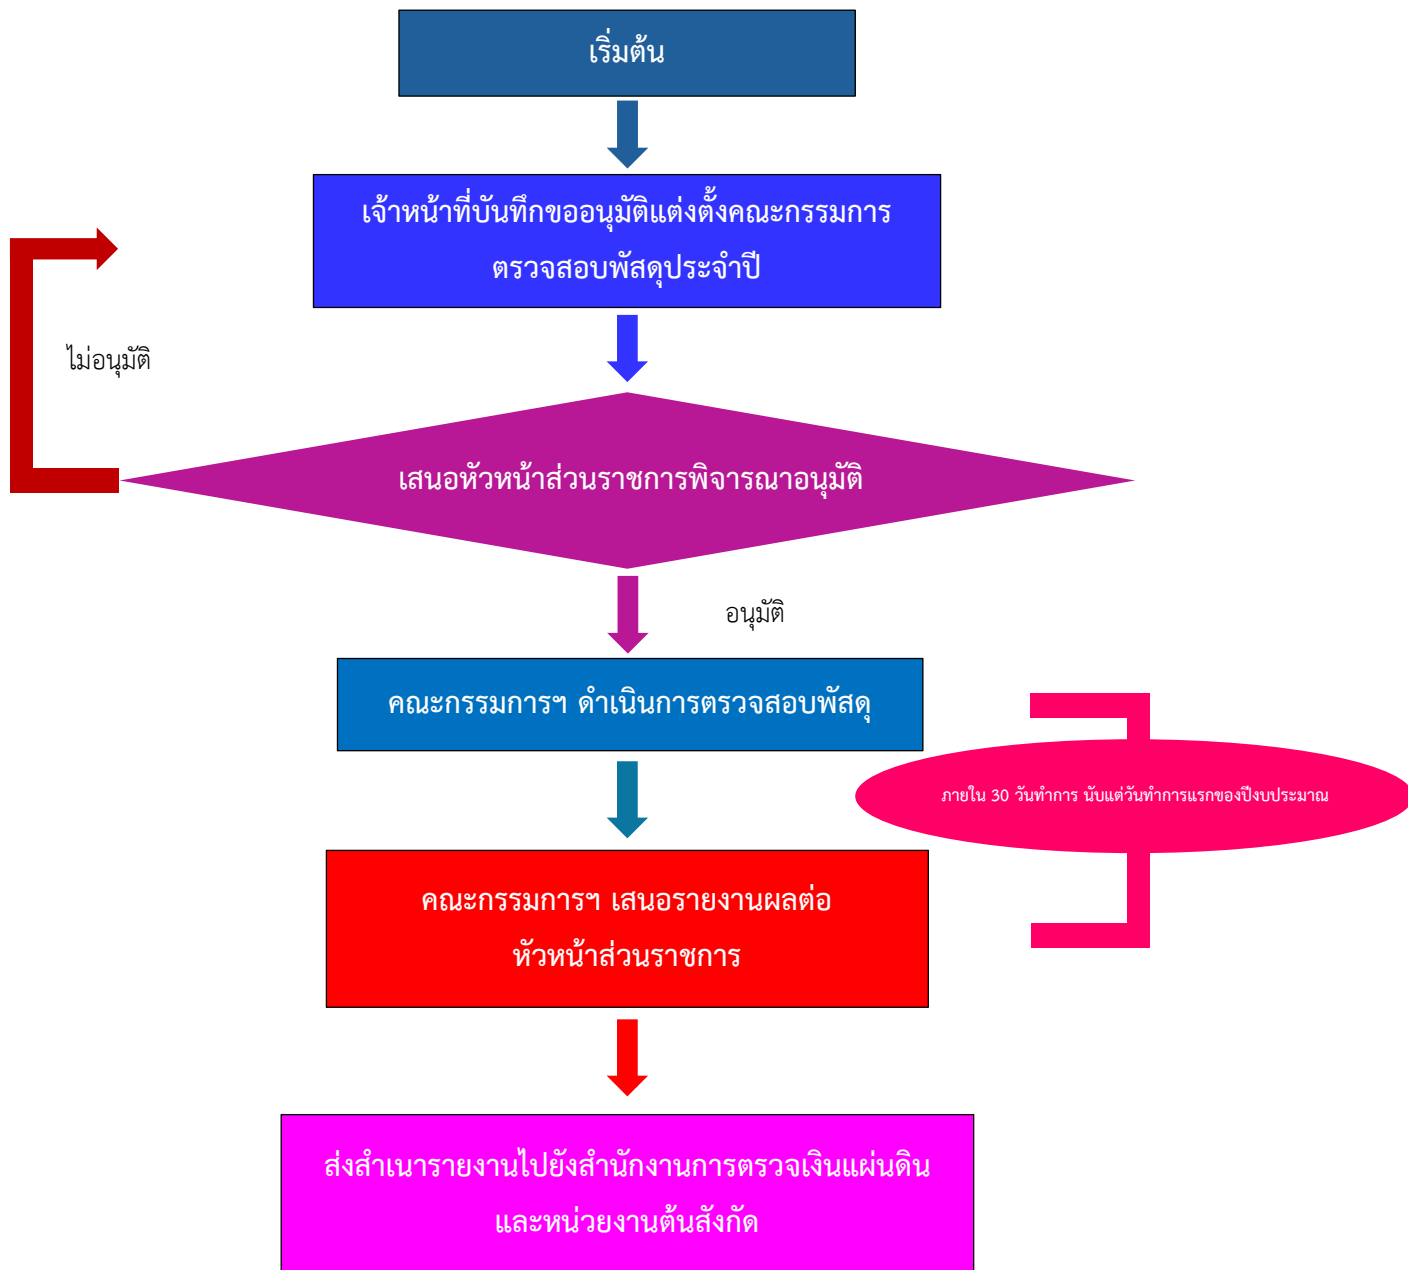 เริ่มต้น
เจ้าหน้าที่บันทึกขออนุมัติแต่งตั้งคณะกรรมการ
ตรวจสอบพัสดุประจำปี
ไม่อนุมัติ
เสนอหัวหน้าส่วนราชการพิจารณาอนุมัติ
อนุมัติ
คณะกรรมการฯ ดำเนินการตรวจสอบพัสดุ
ภายใน 30 วันทำการ นับแต่วันทำการแรกของปีงบประมาณ
คณะกรรมการฯ เสนอรายงานผลต่อ
หัวหน้าส่วนราชการ
ส่งสำเนารายงานไปยังสำนักงานการตรวจเงินแผ่นดิน
และหน่วยงานต้นสังกัด